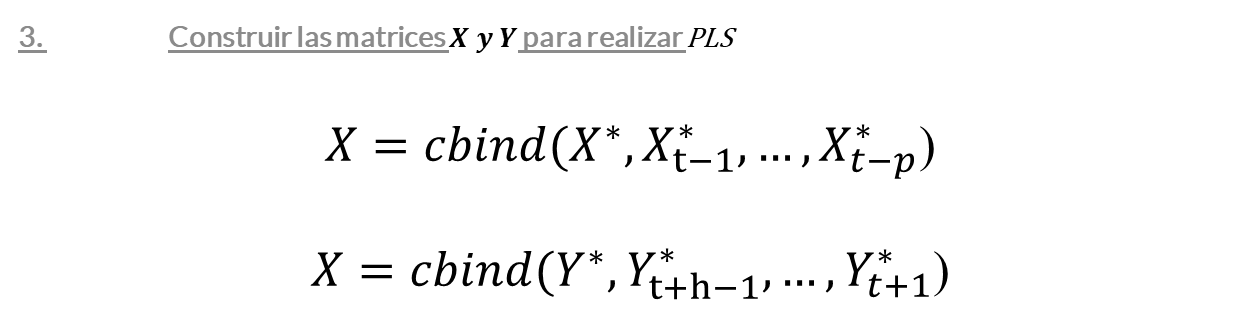 3. Construir las matrices X y Y para realizar PLS
X = cbind(X*, X*ₜ₋₁, … , X*ₜ₋ₚ)
X = cbind(Y*, Y*ₜ₊ₕ₋₁, … , Y*ₜ₊₁)